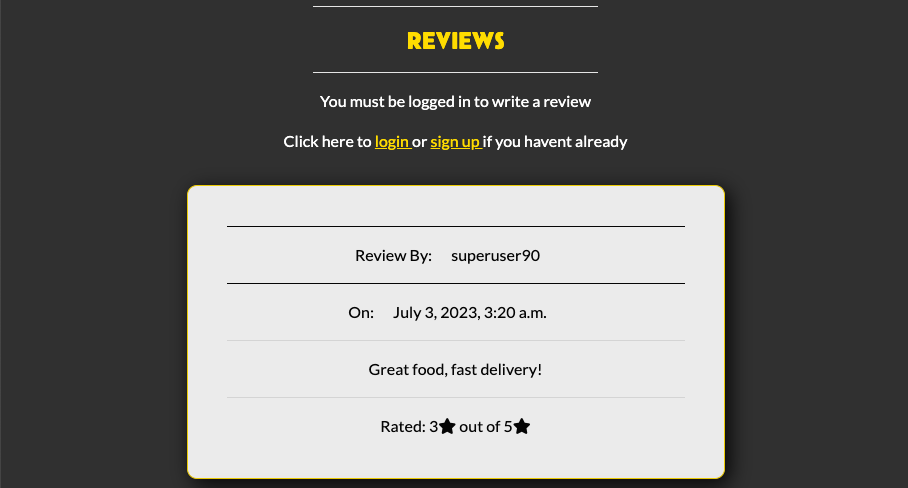 REVIEWS
You must be logged in to write a review
Click here to login or sign up if you havent already
Review By: superuser90
On: July 3, 2023, 3:20 a.m.
Great food, fast delivery!
Rated: 3★ out of 5★